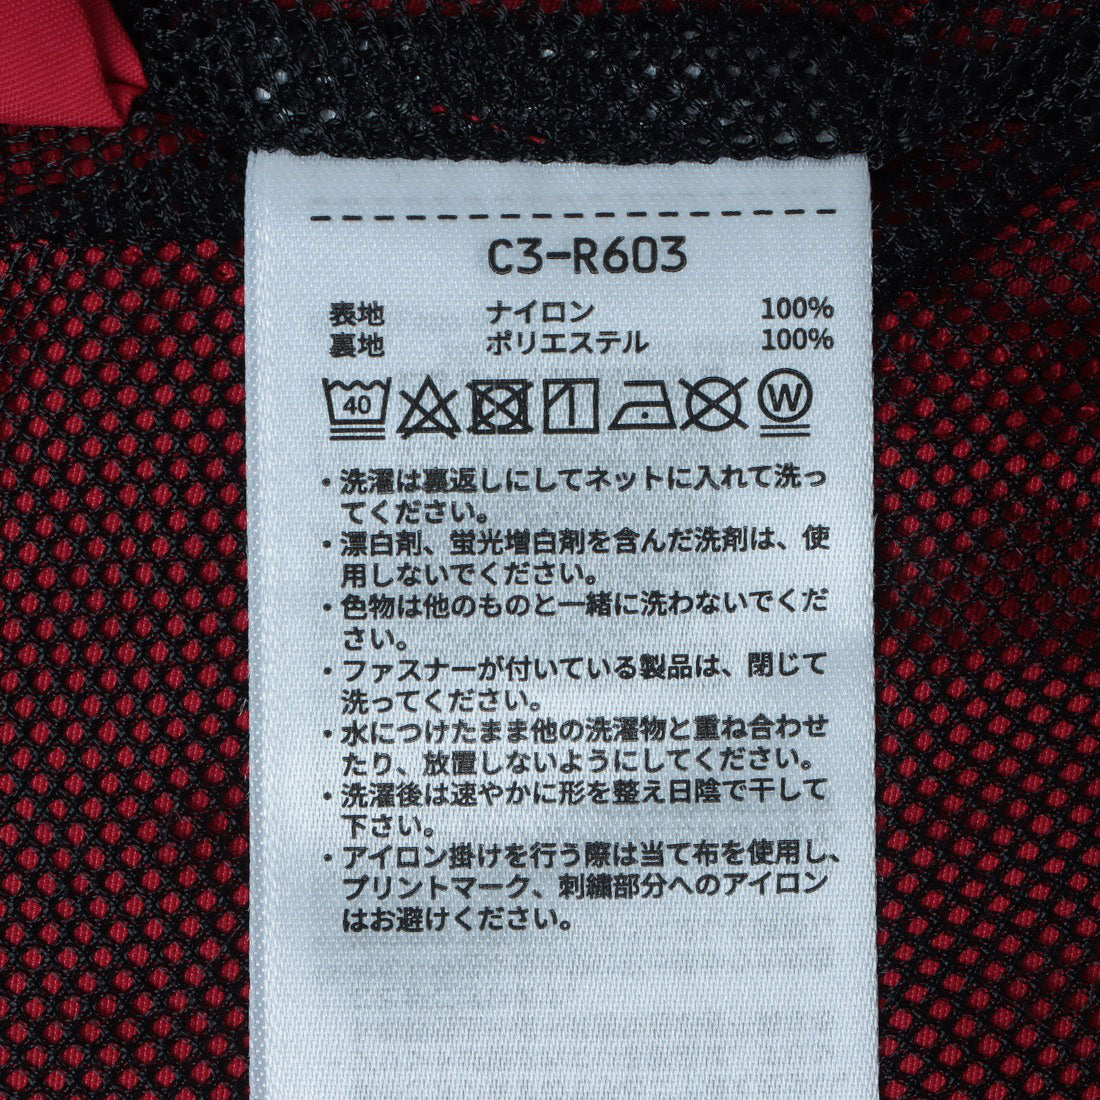 C3-R603
表地 ナイロン 100%
裏地 ポリエステル 100%
40 W
・洗濯は裏返しにしてネットに入れて洗っ
てください。
・漂白剤、蛍光増白剤を含んだ洗剤は、使
用しないでください。
・色物は他のものと一緒に洗わないでくだ
さい。
・ファスナーが付いている製品は、閉じて
洗ってください。
・水につけたまま他の洗濯物と重ね合わせ
たり、放置しないようにしてください。
・洗濯後は速やかに形を整え日陰で干して
下さい。
・アイロン掛けを行う際は当て布を使用し、
プリントマーク、刺繍部分へのアイロン
はお避けください。